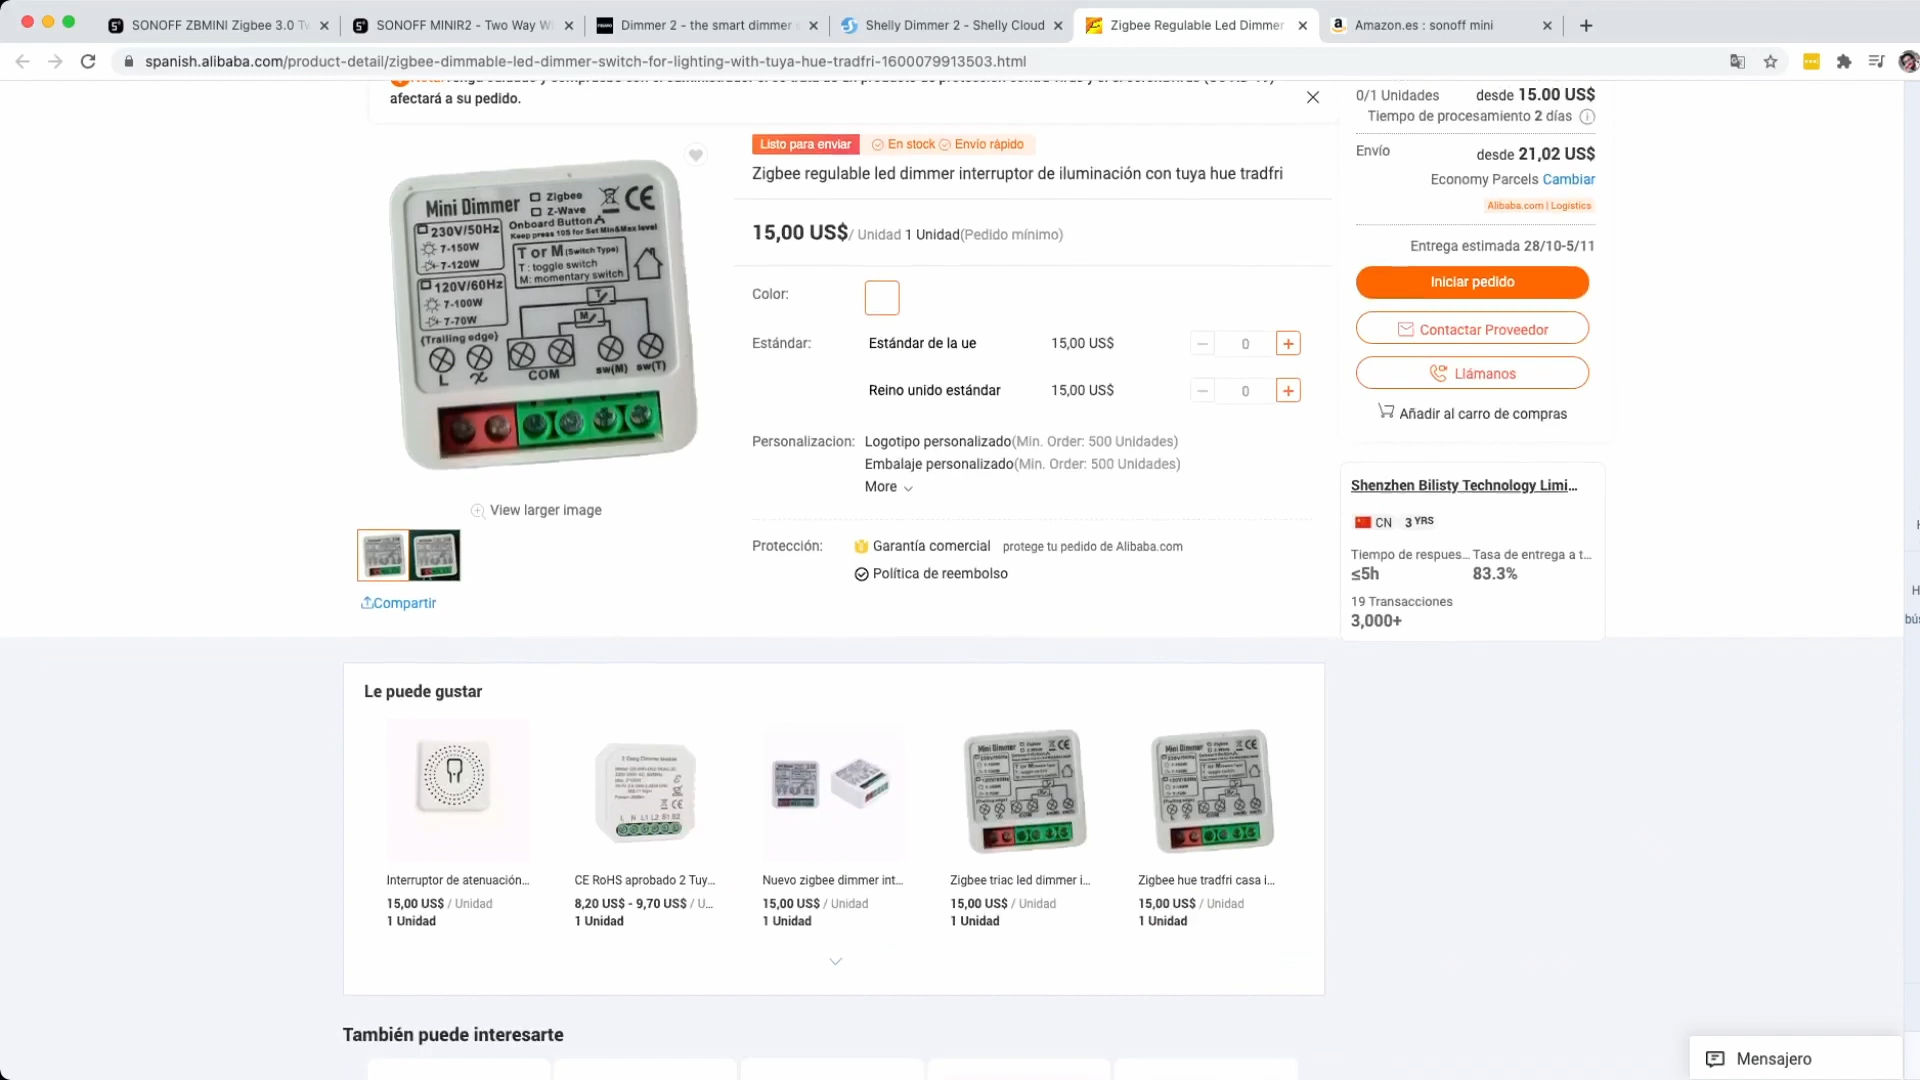 SONOFF ZBMINI Zigbee 3.0 Tw
SONOFF MINIR2 - Two Way Wi
Dimmer 2 - the smart dimmer
Shelly Dimmer 2 - Shelly Cloud
Zigbee Regulable Led Dimmer
Amazon.es : sonoff mini
spanish.alibaba.com/product-detail/zigbee-dimmable-led-dimmer-switch-for-lighting-with-tuya-hue-tradfri-1600079913503.html
afectará a su pedido.
0/1 Unidades desde 15.00 US$
Tiempo de procesamiento 2 días
Envío desde 21,02 US$
Economy Parcels Cambiar
Alibaba.com | Logistics
Entrega estimada 28/10-5/11
Iniciar pedido
Contactar Proveedor
Llámanos
Añadir al carro de compras
Listo para enviar En stock Envío rápido
Zigbee regulable led dimmer interruptor de iluminación con tuya hue tradfri
15,00 US$/ Unidad 1 Unidad(Pedido mínimo)
Color:
Estándar: Estándar de la ue 15,00 US$ 0
Reino unido estándar 15,00 US$ 0
Personalizacion: Logotipo personalizado(Min. Order: 500 Unidades)
Embalaje personalizado(Min. Order: 500 Unidades)
More
Protección: Garantía comercial protege tu pedido de Alibaba.com
Política de reembolso
Mini Dimmer
Zigbee
Z-Wave
CE
Onboard Button
Keep press 10S for Set Min&Max level
230V/50Hz
7-150W
7-120W
120V/60Hz
7-100W
7-70W
T or M (Switch Type)
T : toggle switch
M: momentary switch
T
M
(Trailing edge)
L
COM
sw(M) sw(T)
View larger image
Compartir
Shenzhen Bilisty Technology Limi...
CN 3 YRS
Tiempo de respues... Tasa de entrega a t...
≤5h 83.3%
19 Transacciones
3,000+
Le puede gustar
Interruptor de atenuación...
15,00 US$ / Unidad
1 Unidad
CE RoHS aprobado 2 Tuy...
8,20 US$ - 9,70 US$ / U...
1 Unidad
Nuevo zigbee dimmer int...
15,00 US$ / Unidad
1 Unidad
Zigbee triac led dimmer i...
15,00 US$ / Unidad
1 Unidad
Zigbee hue tradfri casa i...
15,00 US$ / Unidad
1 Unidad
También puede interesarte
Mensajero